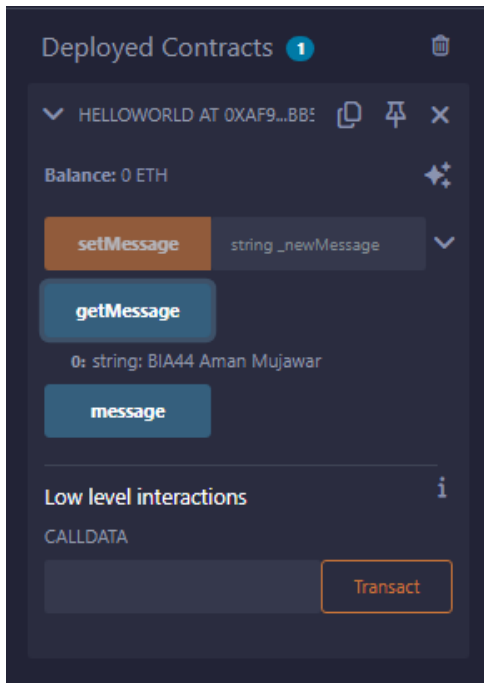 Deployed Contracts 1
HELLOWORLD AT 0XAF9...BB5
Balance: 0 ETH
setMessage string _newMessage
getMessage
0: string: BIA44 Aman Mujawar
message
Low level interactions
i
CALLDATA
Transact